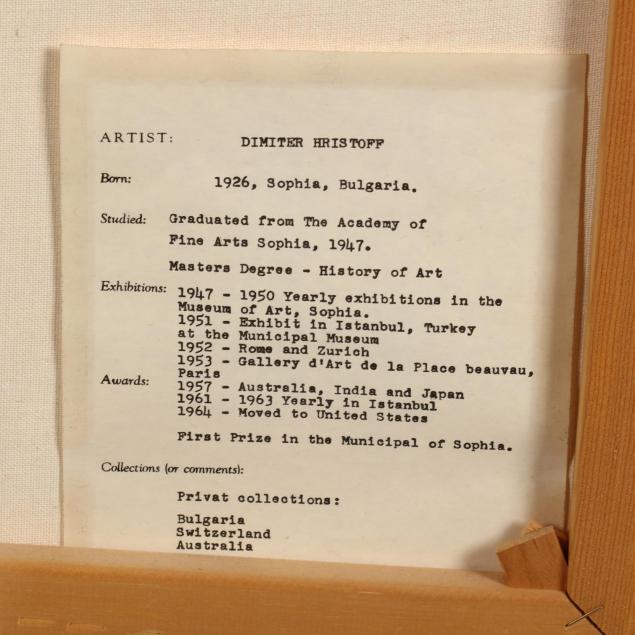 ARTIST: DIMITER HRISTOFF
Born: 1926, Sophia, Bulgaria.
Studied: Graduated from The Academy of
Fine Arts Sophia, 1947.
Masters Degree - History of Art
Exhibitions: 1947 - 1950 Yearly exhibitions in the
Museum of Art, Sophia.
1951 - Exhibit in Istanbul, Turkey
at the Municipal Museum
1952 - Rome and Zurich
1953 - Gallery d'Art de la Place beauvau,
Paris
Awards: 1957 - Australia, India and Japan
1961 - 1963 Yearly in Istanbul
1964 - Moved to United States
First Prize in the Municipal of Sophia.
Collections (or comments):
Privat collections:
Bulgaria
Switzerland
Australia